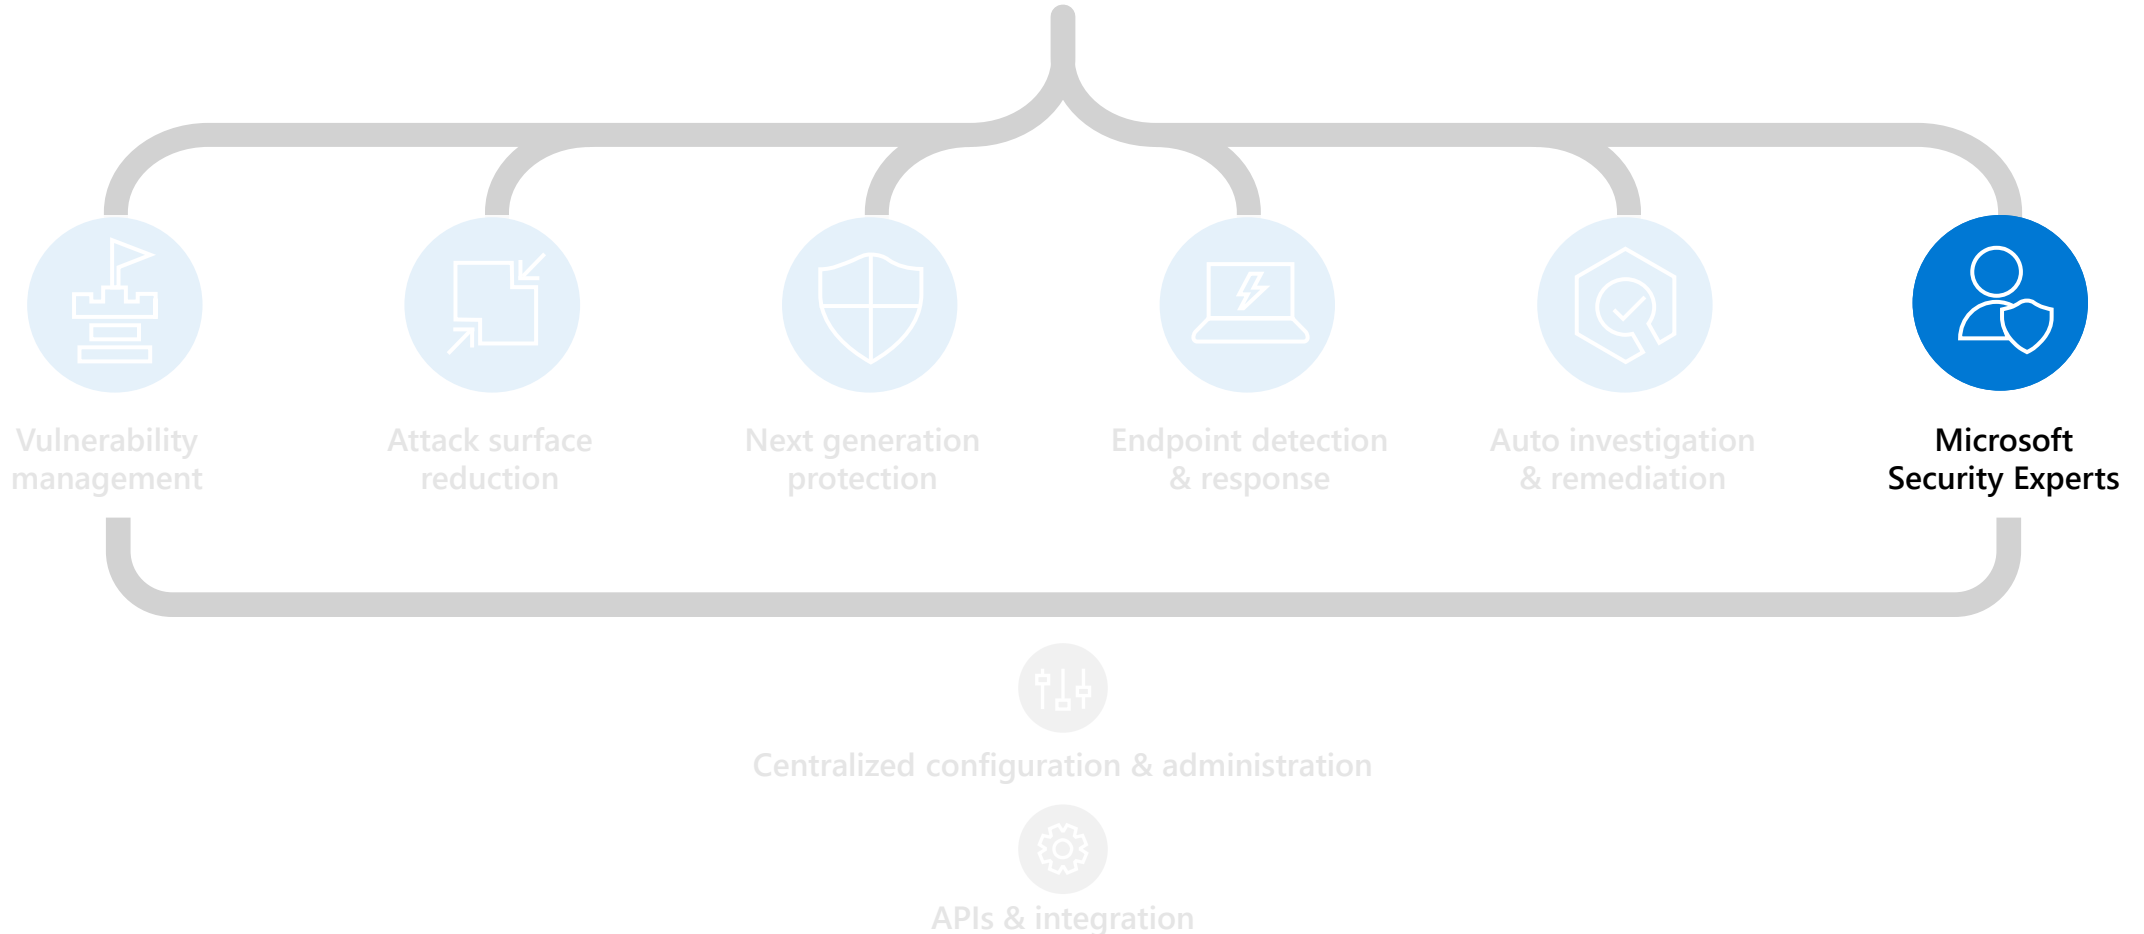 Vulnerability
management
Attack surface
reduction
Next generation
protection
Endpoint detection
& response
Auto investigation
& remediation
Microsoft
Security Experts
Centralized configuration & administration
APIs & integration